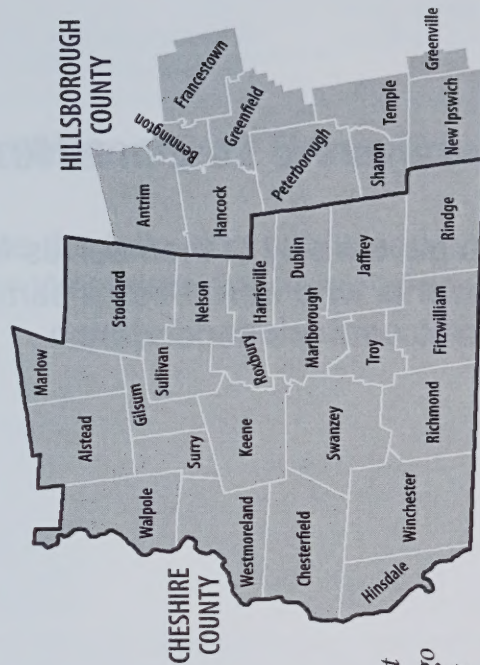 HILLSBOROUGH
COUNTY
CHESHIRE
COUNTY
Marlow
Stoddard
Antrim
Bennington
Francestown
Alstead
Gilsum
Sullivan
Nelson
Hancock
Greenfield
Walpole
Surry
Keene
Roxbury
Harrisville
Dublin
Peterborough
Westmoreland
Marlborough
Jaffrey
Sharon
Temple
Greenville
New Ipswich
Chesterfield
Swanzey
Troy
Rindge
Winchester
Richmond
Fitzwilliam
Hinsdale